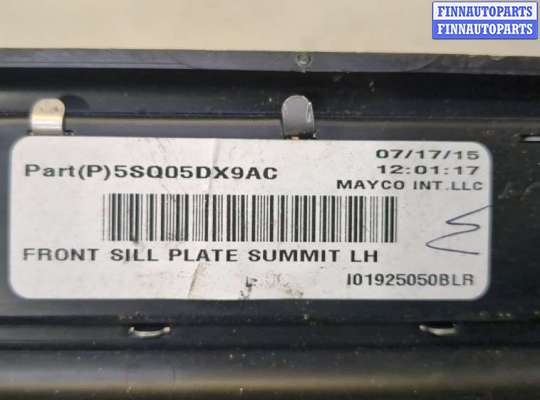 FINNAUTOPARTS
FINNAUTOPARTS
FINNAUTOPARTS
07/17/15
Part(P)5SQ05DX9AC
12:01:17
MAYCO INT.LLC
FRONT SILL PLATE SUMMIT LH
I01925050BLR